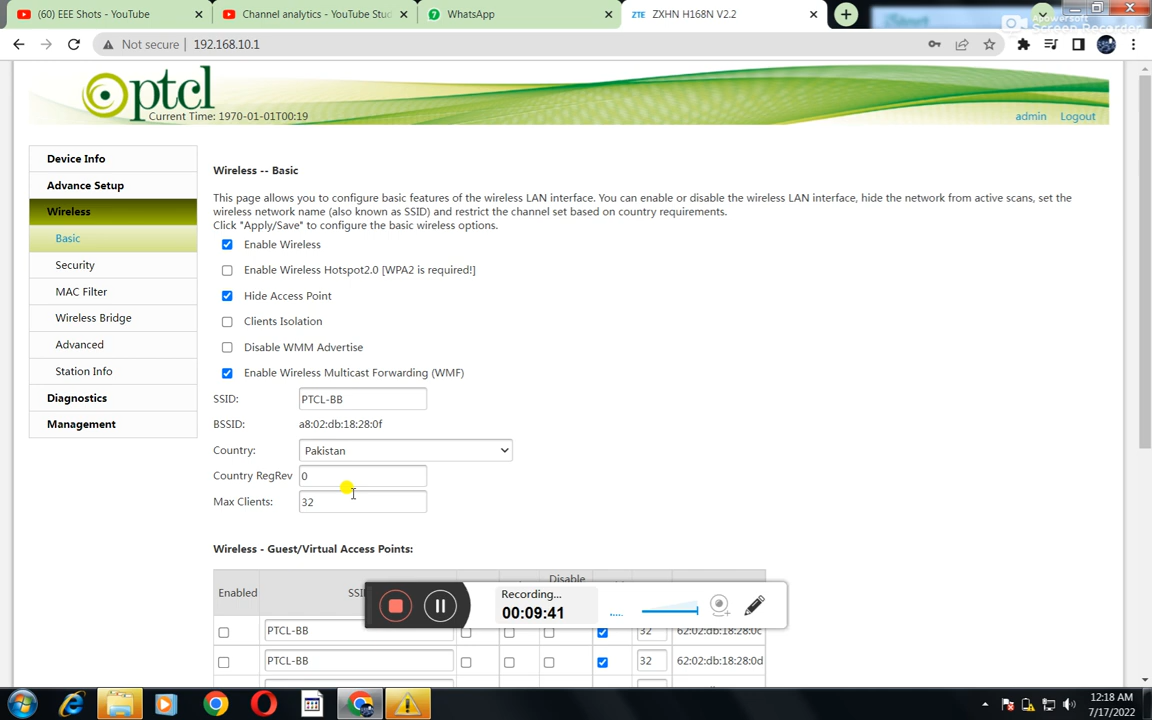 (60) EEE Shots - YouTube
Channel analytics - YouTube Stud
WhatsApp
ZTE ZXHN H168N V2.2
Apowersoft
Screen Recorder
Not secure | 192.168.10.1
ptcl
Current Time: 1970-01-01T00:19
admin Logout
Device Info
Advance Setup
Wireless
Basic
Security
MAC Filter
Wireless Bridge
Advanced
Station Info
Diagnostics
Management
Wireless -- Basic
This page allows you to configure basic features of the wireless LAN interface. You can enable or disable the wireless LAN interface, hide the network from active scans, set the
wireless network name (also known as SSID) and restrict the channel set based on country requirements.
Click "Apply/Save" to configure the basic wireless options.
Enable Wireless
Enable Wireless Hotspot2.0 [WPA2 is required!]
Hide Access Point
Clients Isolation
Disable WMM Advertise
Enable Wireless Multicast Forwarding (WMF)
SSID: PTCL-BB
BSSID: a8:02:db:18:28:0f
Country: Pakistan
Country RegRev 0
Max Clients: 32
Wireless - Guest/Virtual Access Points:
Disable
Enabled SSI
PTCL-BB 32 62:02:db:18:28:0c
PTCL-BB 32 62:02:db:18:28:0d
Recording...
00:09:41
12:18 AM
7/17/2022